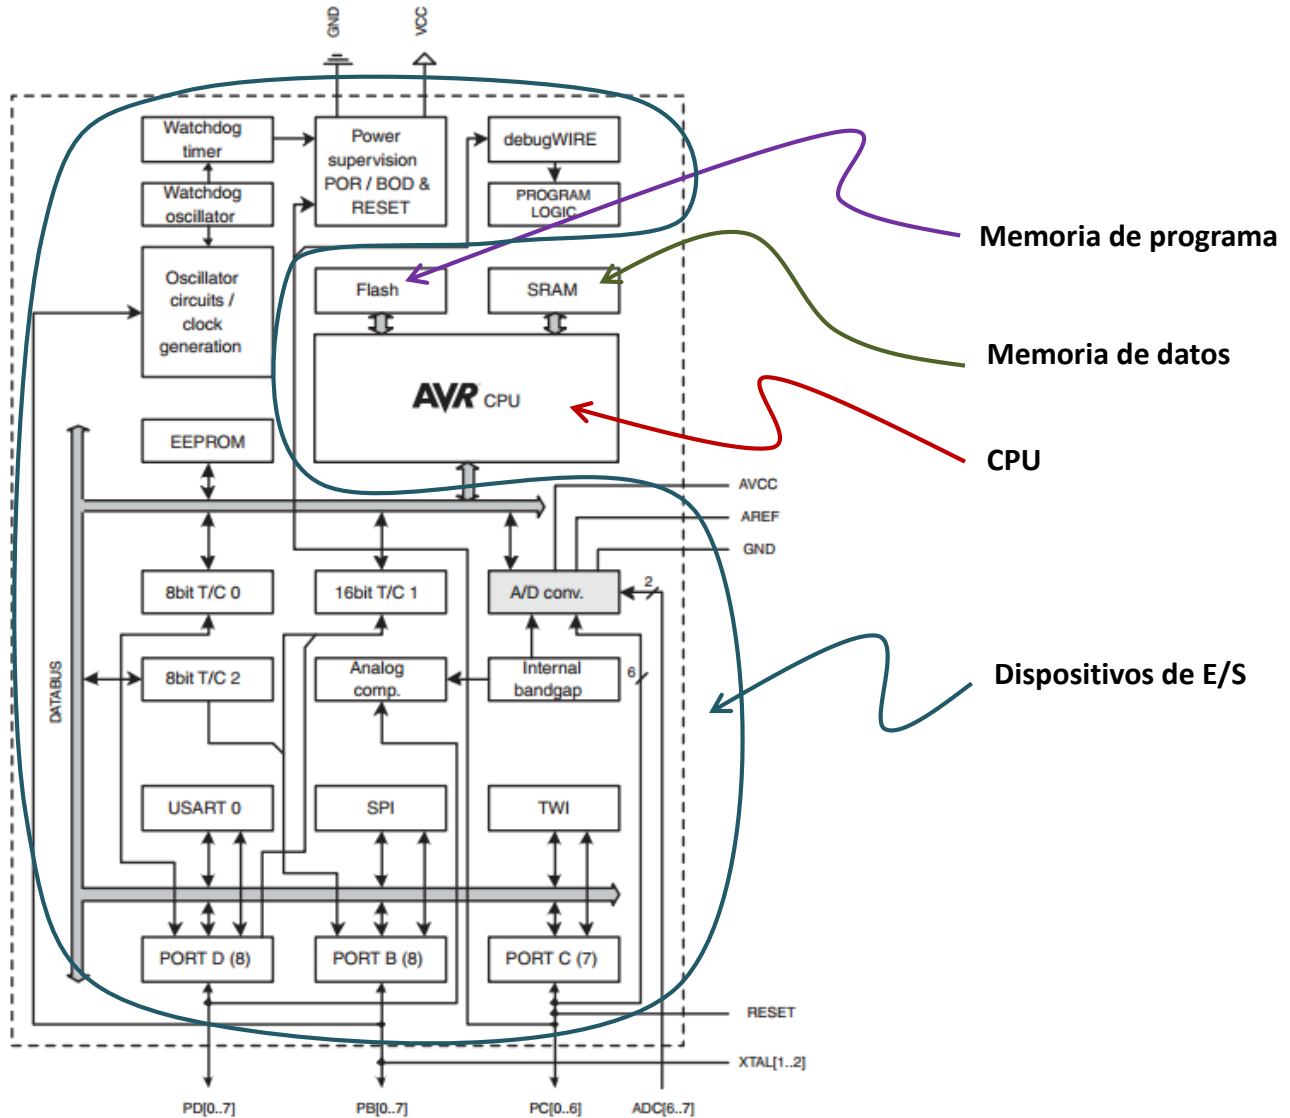 GND
VCC
Watchdog
timer
Power
supervision
POR / BOD &
RESET
debugWIRE
Watchdog
oscillator
PROGRAM
LOGIC
Memoria de programa
Oscillator
circuits /
clock
generation
Flash
SRAM
Memoria de datos
AVR CPU
CPU
EEPROM
AVCC
AREF
GND
8bit T/C 0
16bit T/C 1
A/D conv.
2
DATABUS
8bit T/C 2
Analog
comp.
Internal
bandgap
6
Dispositivos de E/S
USART 0
SPI
TWI
PORT D (8)
PORT B (8)
PORT C (7)
RESET
XTAL[1..2]
PD[0..7]
PB[0..7]
PC[0..6]
ADC[6..7]